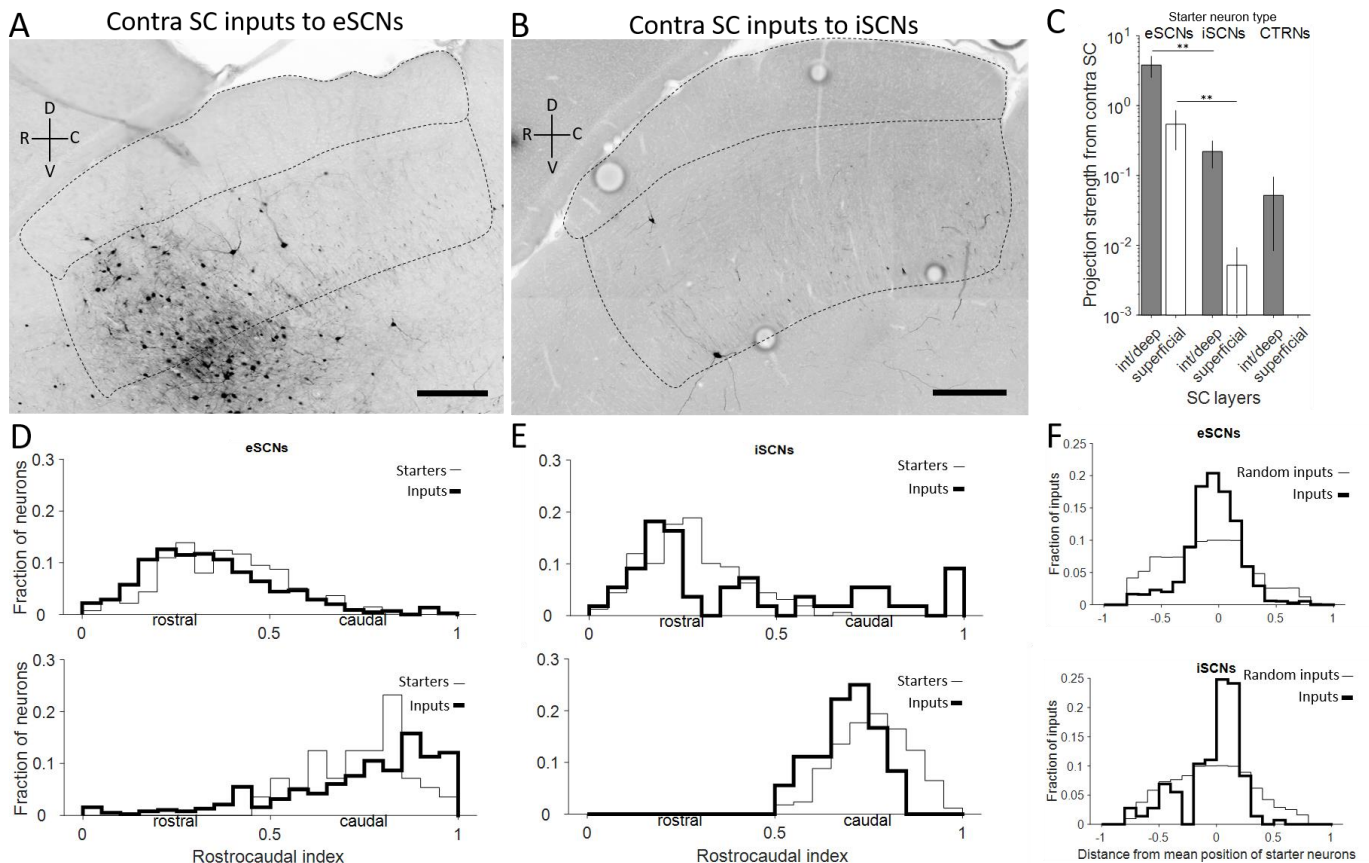 A Contra SC inputs to eSCNs
D
R C
V
B Contra SC inputs to iSCNs
D
R C
V
C
Starter neuron type
eSCNs iSCNs CTRNs
**
**
Projection strength from contra SC
10^1
10^0
10^-1
10^-2
10^-3
int/deep
superficial
int/deep
superficial
int/deep
superficial
SC layers
D
eSCNs
Starters
Inputs
Fraction of neurons
0.3
0.2
0.1
0
rostral caudal
0 0.5 1
Starters
Inputs
Fraction of neurons
0.3
0.2
0.1
0
rostral caudal
0 0.5 1
Rostrocaudal index
E
iSCNs
Starters
Inputs
0.3
0.2
0.1
0
rostral caudal
0 0.5 1
Starters
Inputs
0.3
0.2
0.1
0
rostral caudal
0 0.5 1
F
eSCNs
Random inputs
Inputs
Fraction of inputs
0.25
0.2
0.15
0.1
0.05
0
-1 -0.5 0 0.5 1
iSCNs
Random inputs
Inputs
Fraction of inputs
0.25
0.2
0.15
0.1
0.05
0
-1 -0.5 0 0.5 1
Distance from mean position of starter neurons